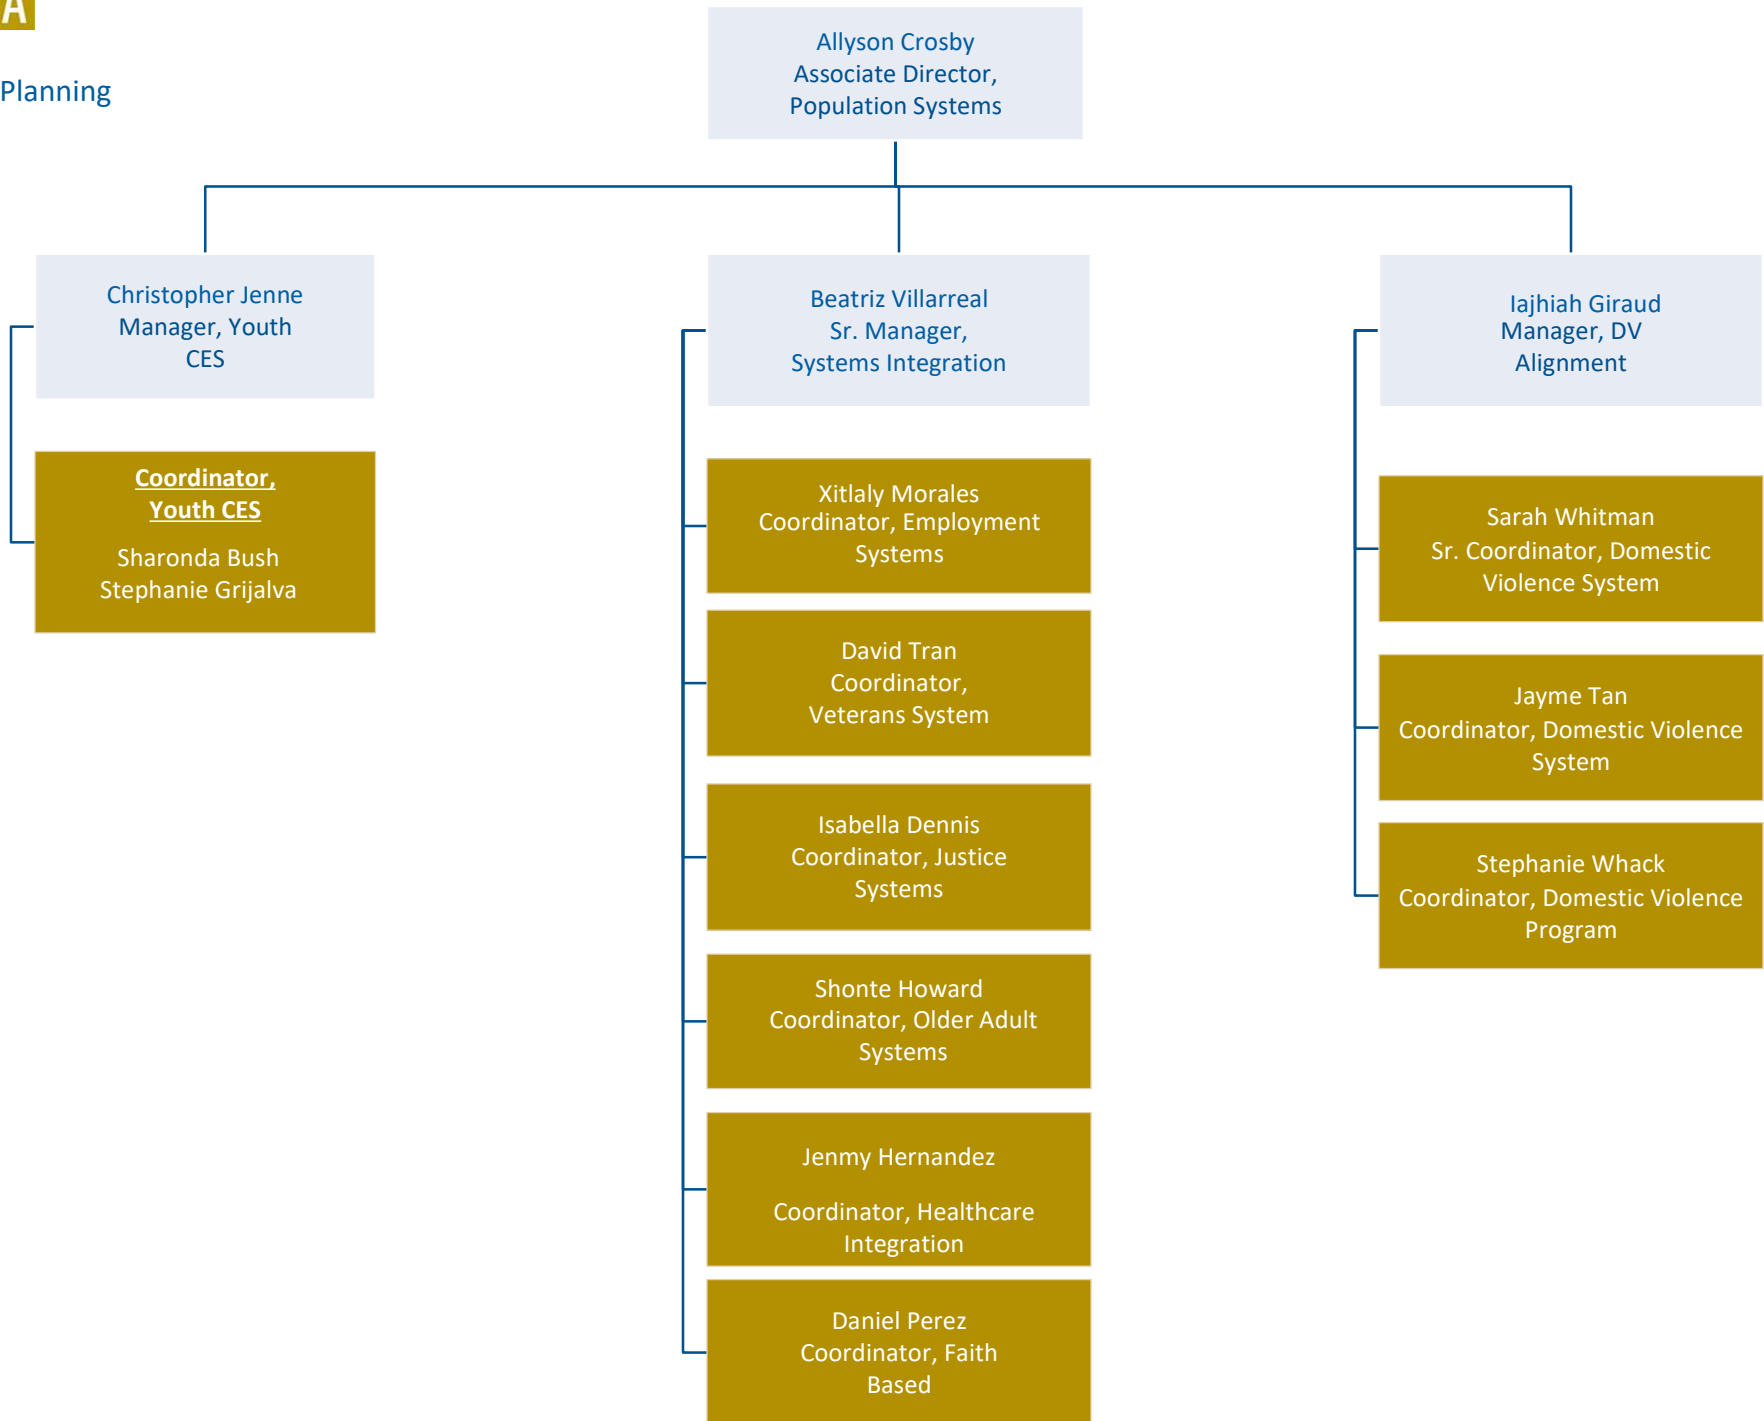 A
Planning
Allyson Crosby
Associate Director,
Population Systems
Christopher Jenne
Manager, Youth
CES
Coordinator,
Youth CES
Sharonda Bush
Stephanie Grijalva
Beatriz Villarreal
Sr. Manager,
Systems Integration
Xitlaly Morales
Coordinator, Employment
Systems
David Tran
Coordinator,
Veterans System
Isabella Dennis
Coordinator, Justice
Systems
Shonte Howard
Coordinator, Older Adult
Systems
Jenmy Hernandez
Coordinator, Healthcare
Integration
Daniel Perez
Coordinator, Faith
Based
Iajhiah Giraud
Manager, DV
Alignment
Sarah Whitman
Sr. Coordinator, Domestic
Violence System
Jayme Tan
Coordinator, Domestic Violence
System
Stephanie Whack
Coordinator, Domestic Violence
Program